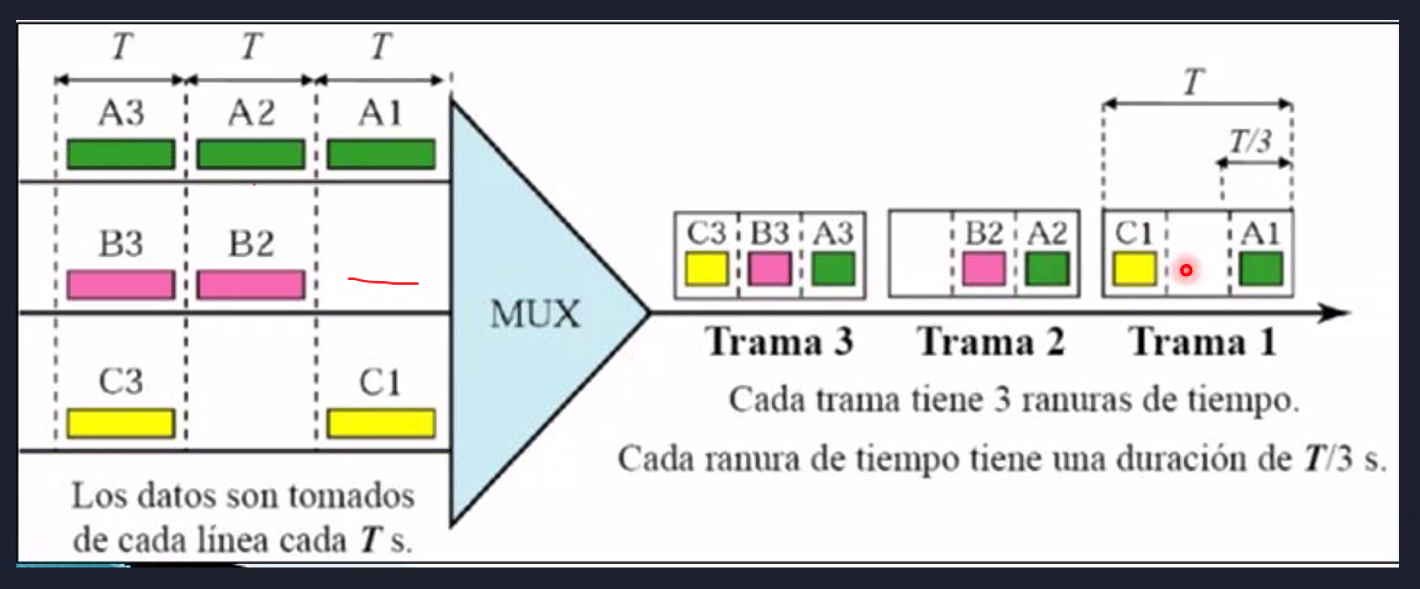 T T T
A3 A2 A1
B3 B2
C3 C1
Los datos son tomados
de cada línea cada T s.
MUX
T
T/3
C3 B3 A3 B2 A2 C1 A1
Trama 3 Trama 2 Trama 1
Cada trama tiene 3 ranuras de tiempo.
Cada ranura de tiempo tiene una duración de T/3 s.